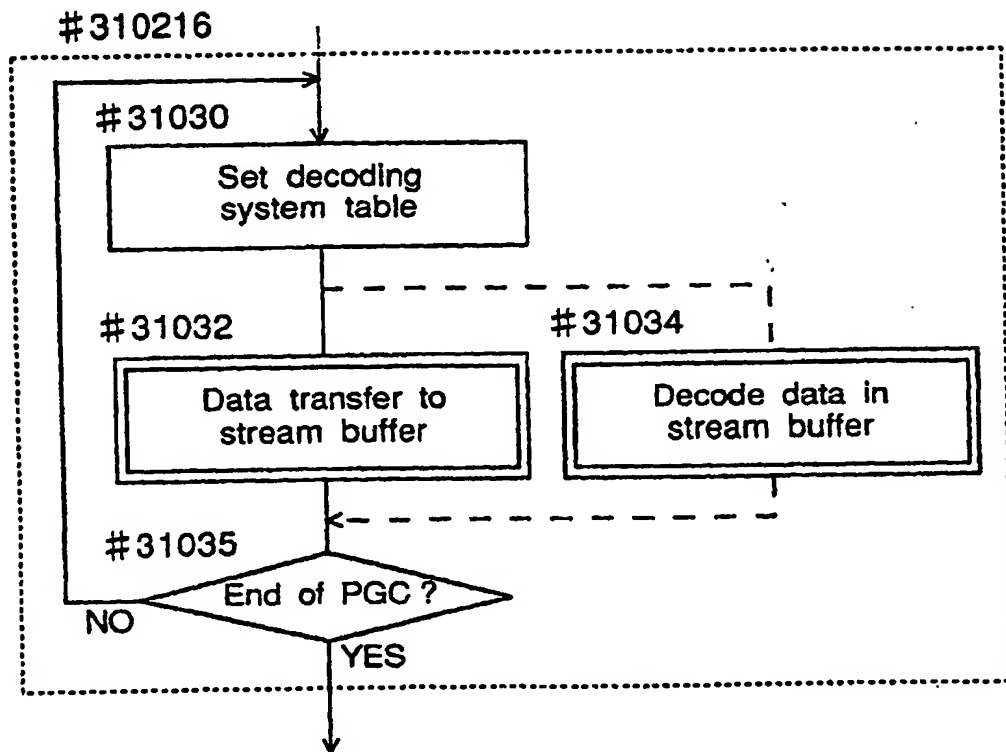 #310216
#31030
Set decoding
system table
#31032
Data transfer to
stream buffer
#31034
Decode data in
stream buffer
#31035
End of PGC?
NO
YES